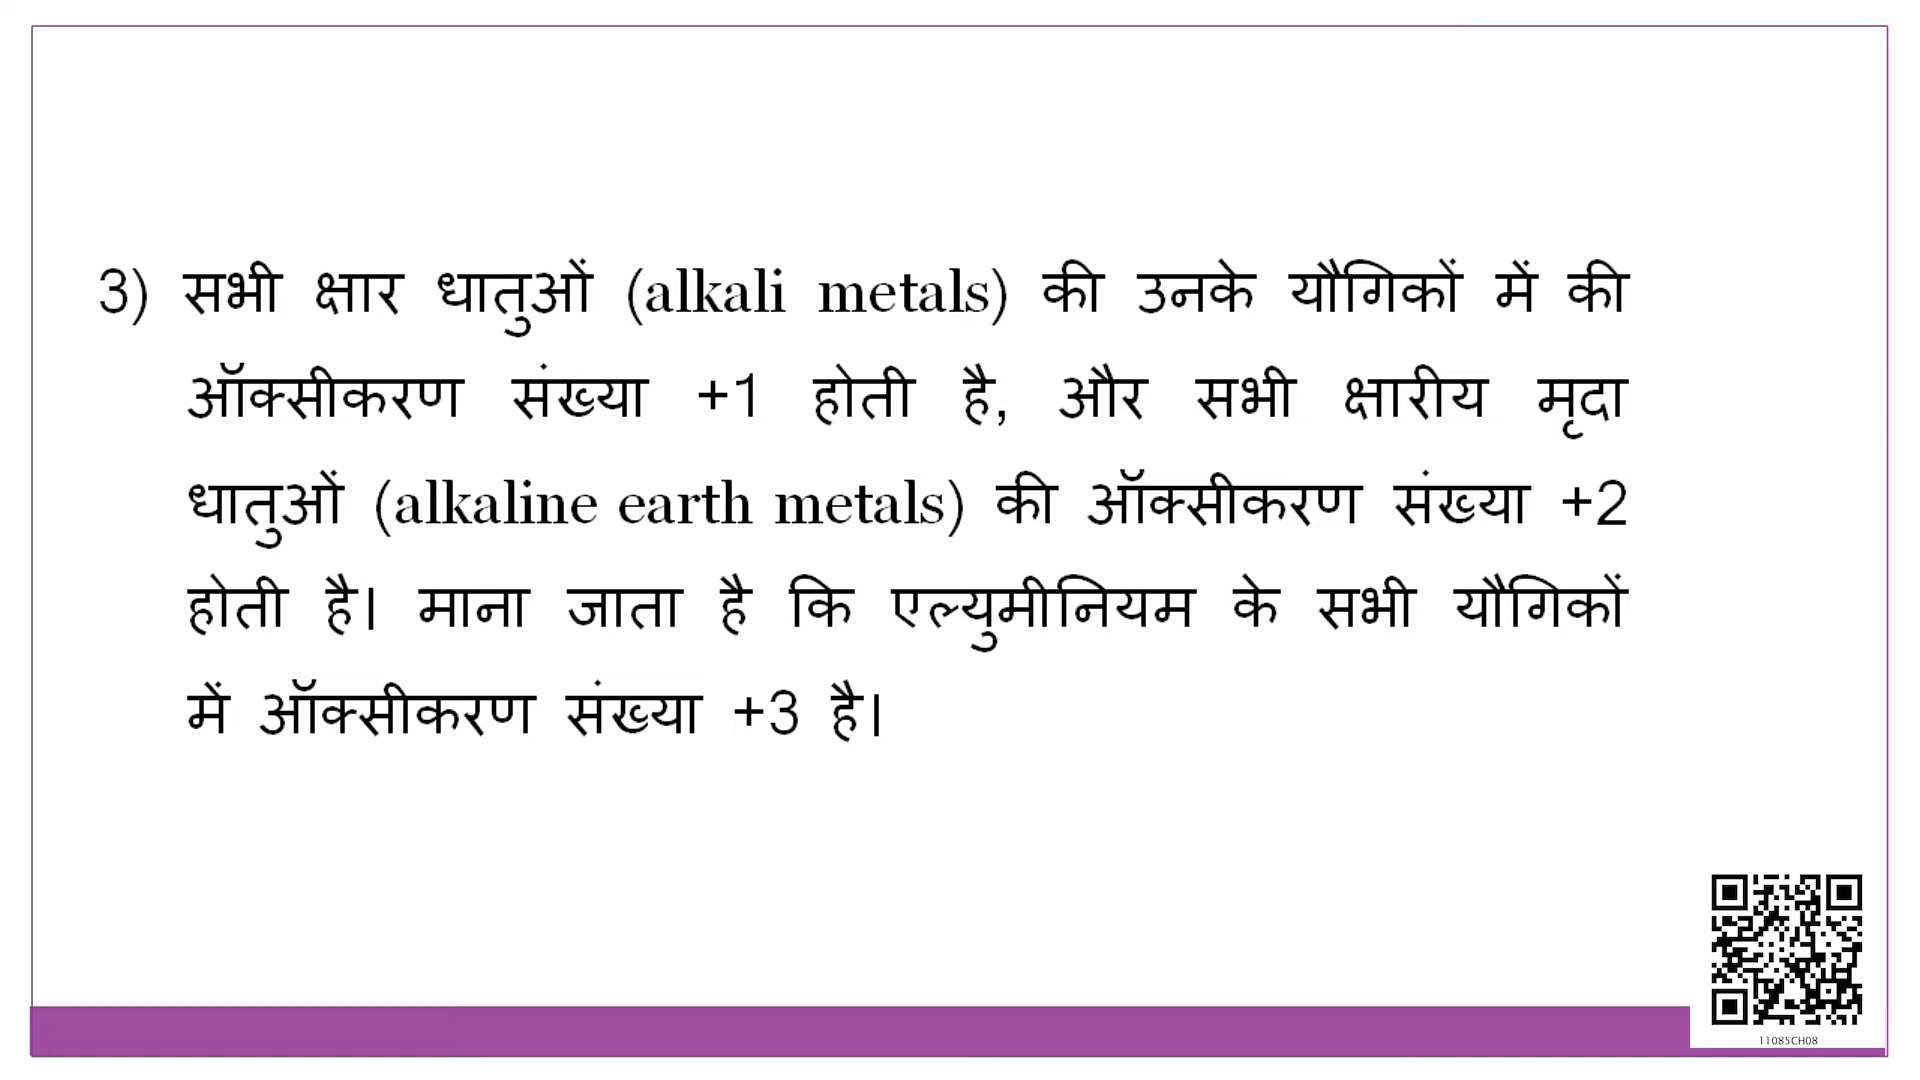 3) सभी क्षार धातुओं (alkali metals) की उनके यौगिकों में की
ऑक्सीकरण संख्या +1 होती है, और सभी क्षारीय मृदा
धातुओं (alkaline earth metals) की ऑक्सीकरण संख्या +2
होती है। माना जाता है कि एल्युमीनियम के सभी यौगिकों
में ऑक्सीकरण संख्या +3 है।
11085CH08